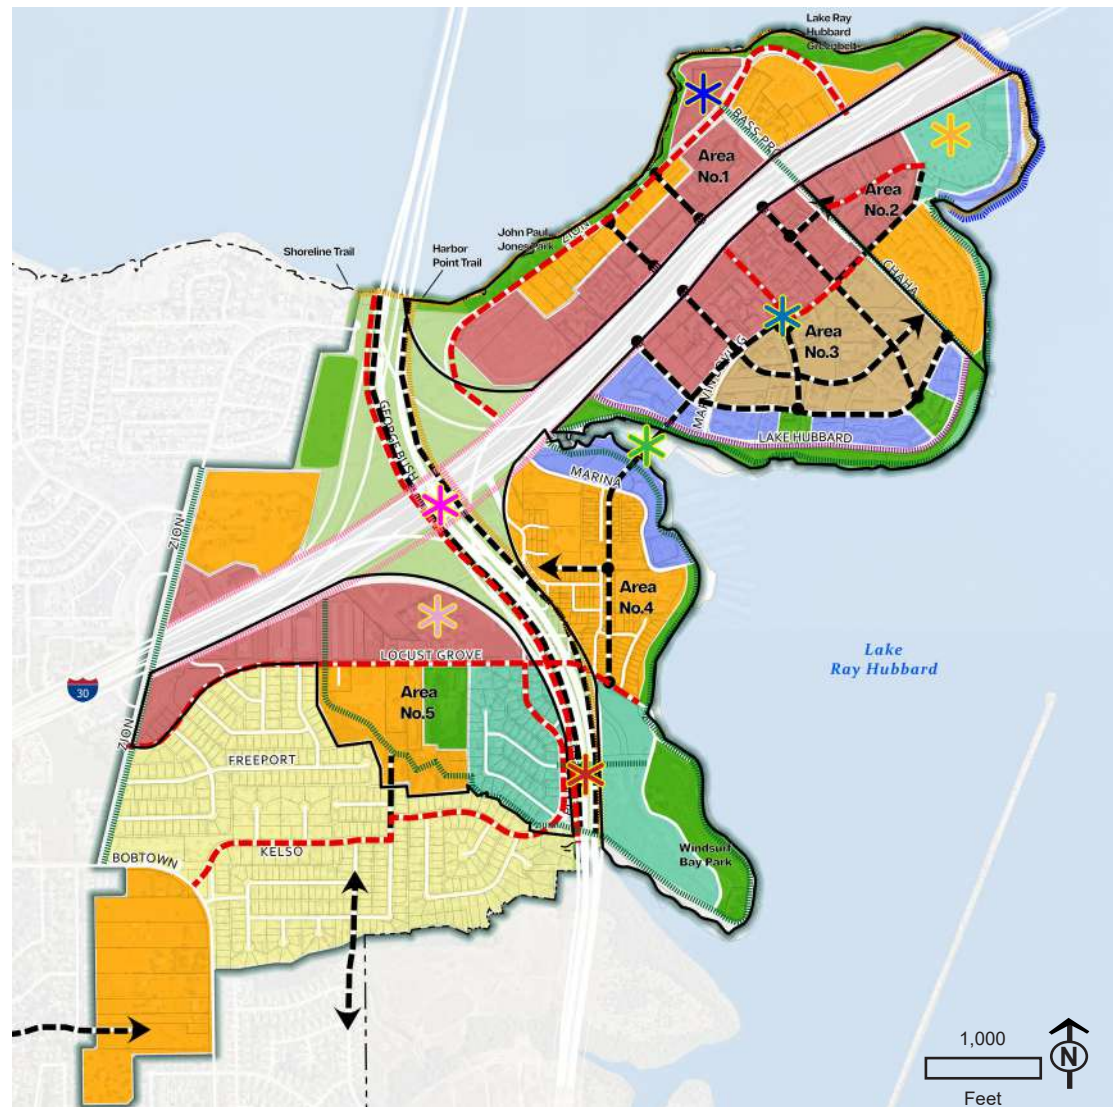 Lake Ray
Hubbard
Greenbelt
BASS PRO
Area
No.1
Area
No.2
ZION
John Paul
Jones Park
Harbor
Point Trail
Shoreline Trail
CHAHA
Area
No.3
MARVIN LOVING
LAKE HUBBARD
GEORGE BUSH
MARINA
ZION
Area
No.4
LOCUST GROVE
Lake
Ray Hubbard
30
Area
No.5
ZION
FREEPORT
KELSO
BOBTOWN
Windsurf
Bay Park
1,000
N
Feet